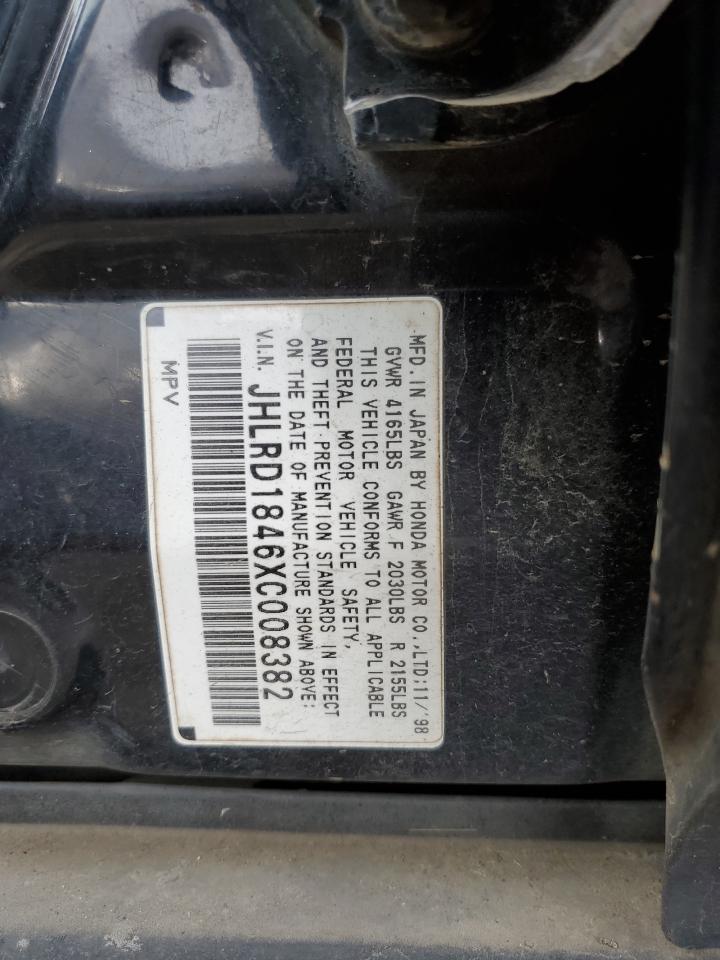 MFD. IN JAPAN BY HONDA MOTOR CO.,LTD;11/'98
GVWR 4165LBS GAWR F 2030LBS R 2155LBS
THIS VEHICLE CONFORMS TO ALL APPLICABLE
FEDERAL MOTOR VEHICLE SAFETY,
AND THEFT PREVENTION STANDARDS IN EFFECT
ON THE DATE OF MANUFACTURE SHOWN ABOVE:
V.I.N. JHLRD1846XC008382
MPV